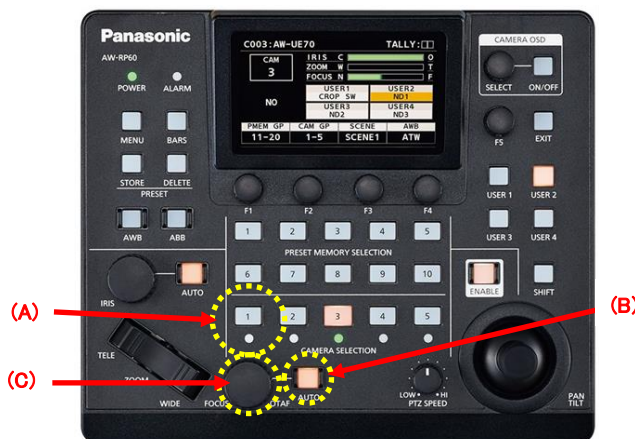 Panasonic
AW-RP60
POWER
ALARM
MENU
BARS
STORE
DELETE
PRESET
AWB
ABB
C003:AW-UE70
TALLY:
CAM
3
IRIS C O
ZOOM W T
FOCUS N F
NO
USER1
CROP SW
USER2
ND1
USER3
ND2
USER4
ND3
PMEM GP
CAM GP
SCENE
AWB
11-20
1-5
SCENE1
ATW
F1
F2
F3
F4
CAMERA OSD
SELECT
ON/OFF
F5
EXIT
USER 1
USER 2
USER 3
USER 4
1
2
3
4
5
PRESET MEMORY SELECTION
6
7
8
9
10
IRIS
AUTO
ENABLE
SHIFT
(A)
1
2
3
4
5
CAMERA SELECTION
(B)
TELE
ZOOM
WIDE
(C)
FOCUS
OTAF
AUTO
LOW
HI
PTZ SPEED
PAN
TILT